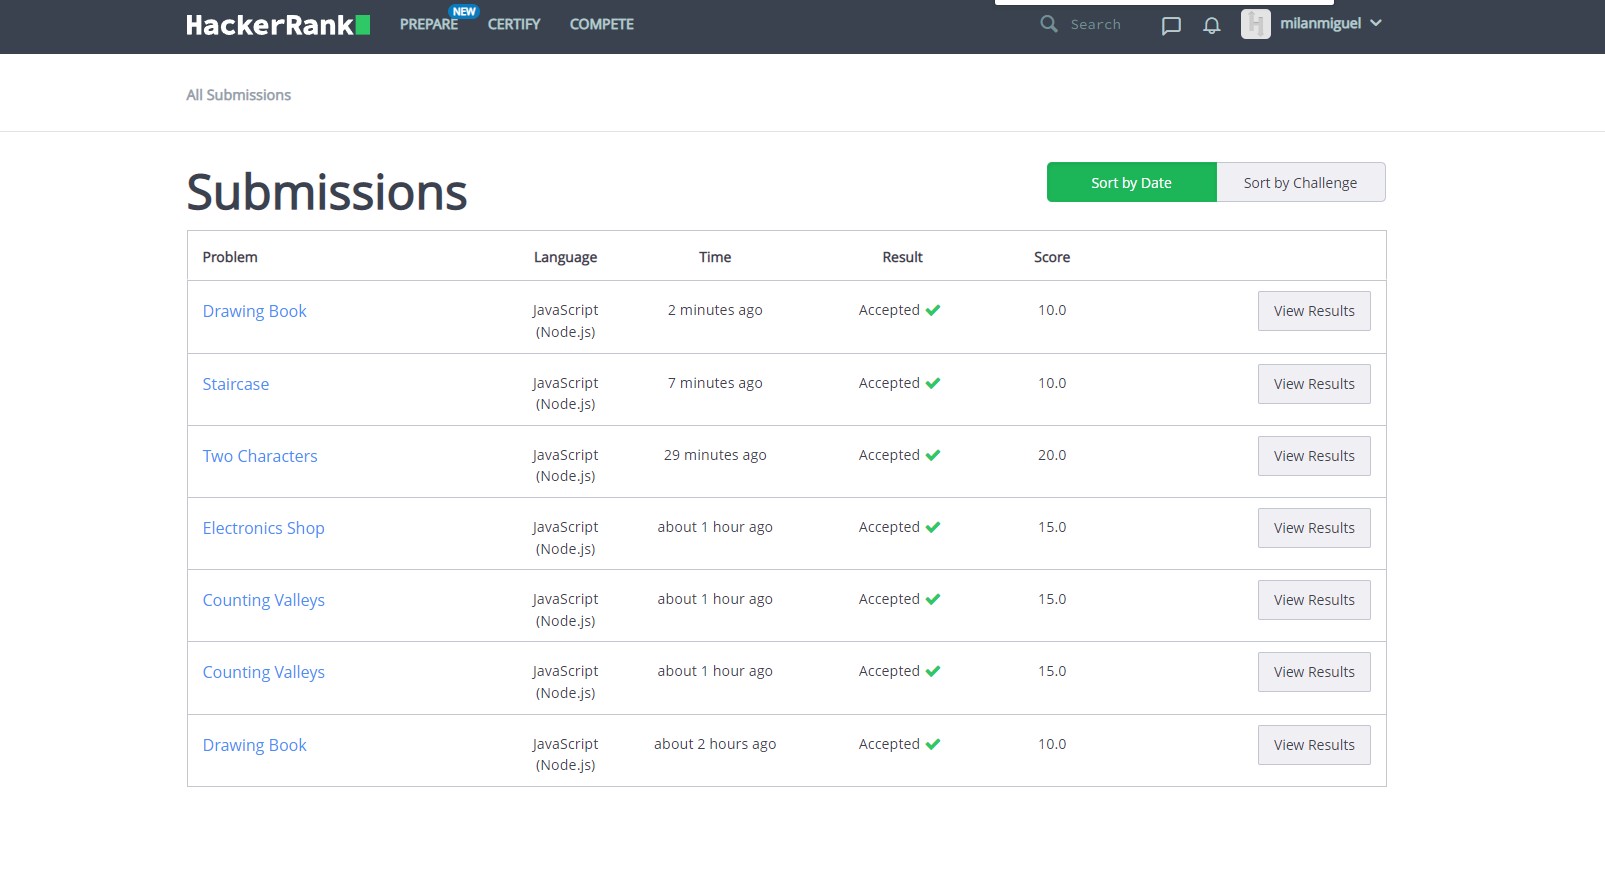 HackerRank PREPARE NEW CERTIFY COMPETE Search milanmiguel
All Submissions
Submissions
Sort by Date Sort by Challenge
Problem Language Time Result Score
Drawing Book JavaScript 2 minutes ago Accepted 10.0 View Results
(Node.js)
Staircase JavaScript 7 minutes ago Accepted 10.0 View Results
(Node.js)
Two Characters JavaScript 29 minutes ago Accepted 20.0 View Results
(Node.js)
Electronics Shop JavaScript about 1 hour ago Accepted 15.0 View Results
(Node.js)
Counting Valleys JavaScript about 1 hour ago Accepted 15.0 View Results
(Node.js)
Counting Valleys JavaScript about 1 hour ago Accepted 15.0 View Results
(Node.js)
Drawing Book JavaScript about 2 hours ago Accepted 10.0 View Results
(Node.js)